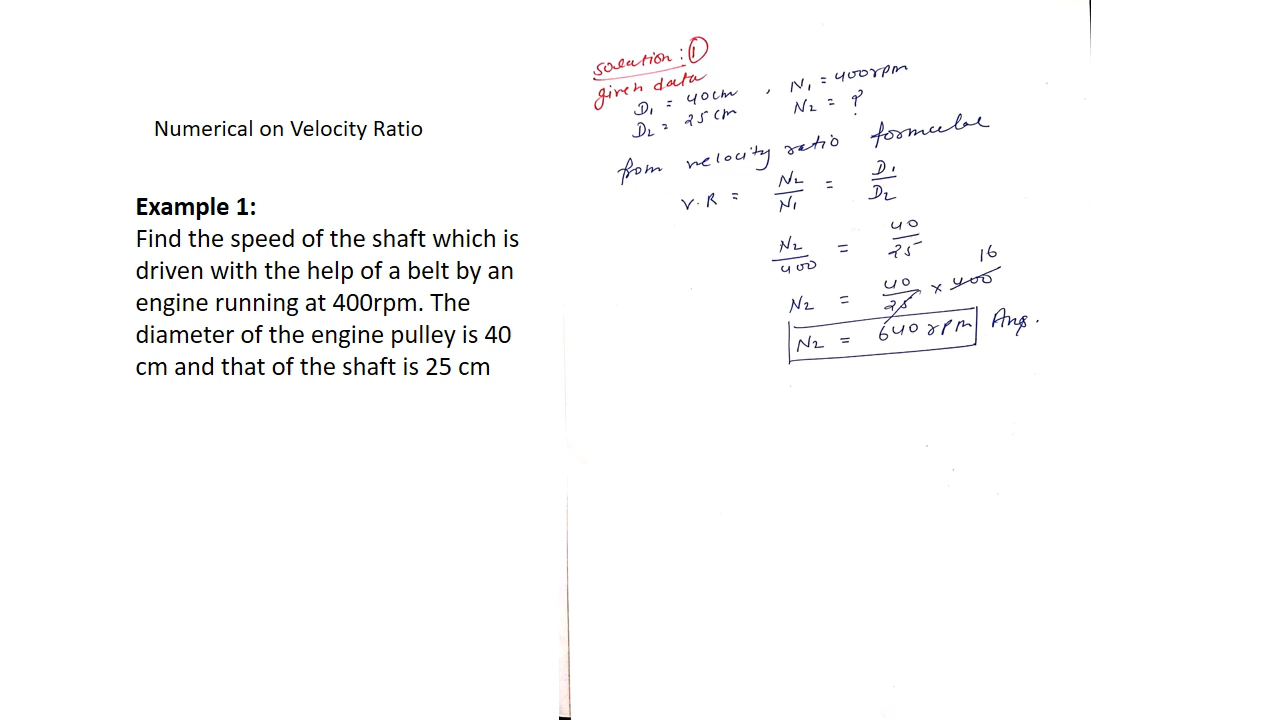 Numerical on Velocity Ratio
Example 1:
Find the speed of the shaft which is
driven with the help of a belt by an
engine running at 400rpm. The
diameter of the engine pulley is 40
cm and that of the shaft is 25 cm
solution : 1
given data
D1 = 40cm , N1 = 400rpm
D2 = 25cm N2 = ?
from velocity ratio formulae
V.R = N2/N1 = D1/D2
N2/400 = 40/25
N2 = 40/25 × 400 16
N2 = 640 rpm Ans.